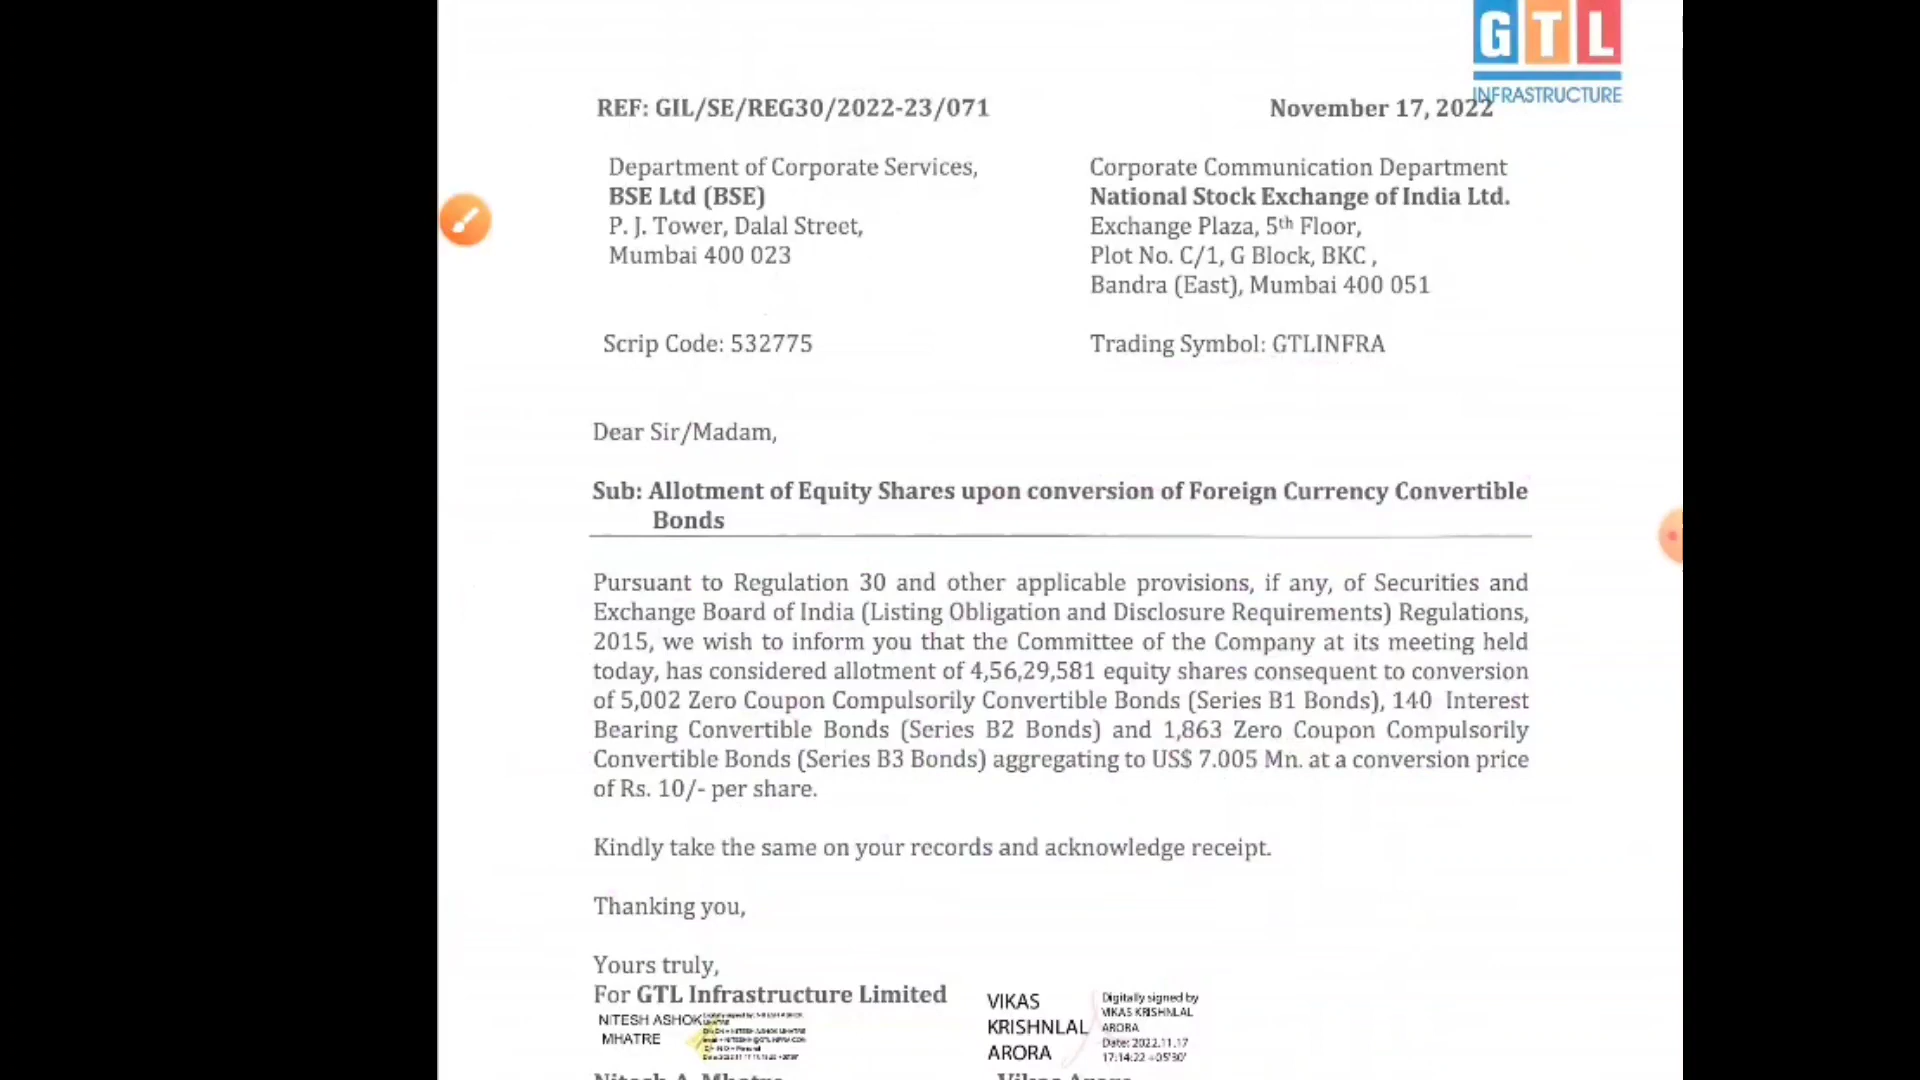 GTL
INFRASTRUCTURE
REF: GIL/SE/REG30/2022-23/071
November 17, 2022
Department of Corporate Services,
BSE Ltd (BSE)
P. J. Tower, Dalal Street,
Mumbai 400 023
Corporate Communication Department
National Stock Exchange of India Ltd.
Exchange Plaza, 5th Floor,
Plot No. C/1, G Block, BKC ,
Bandra (East), Mumbai 400 051
Scrip Code: 532775
Trading Symbol: GTLINFRA
Dear Sir/Madam,
Sub: Allotment of Equity Shares upon conversion of Foreign Currency Convertible
Bonds
Pursuant to Regulation 30 and other applicable provisions, if any, of Securities and
Exchange Board of India (Listing Obligation and Disclosure Requirements) Regulations,
2015, we wish to inform you that the Committee of the Company at its meeting held
today, has considered allotment of 4,56,29,581 equity shares consequent to conversion
of 5,002 Zero Coupon Compulsorily Convertible Bonds (Series B1 Bonds), 140 Interest
Bearing Convertible Bonds (Series B2 Bonds) and 1,863 Zero Coupon Compulsorily
Convertible Bonds (Series B3 Bonds) aggregating to US$ 7.005 Mn. at a conversion price
of Rs. 10/- per share.
Kindly take the same on your records and acknowledge receipt.
Thanking you,
Yours truly,
For GTL Infrastructure Limited
NITESH ASHOK
MHATRE
VIKAS
KRISHNLAL
ARORA
Digitally signed by
VIKAS KRISHNLAL
ARORA
Date: 2022.11.17
17:14:22 +05'30'
Nitesh A. Mhatre
Vikas Arora